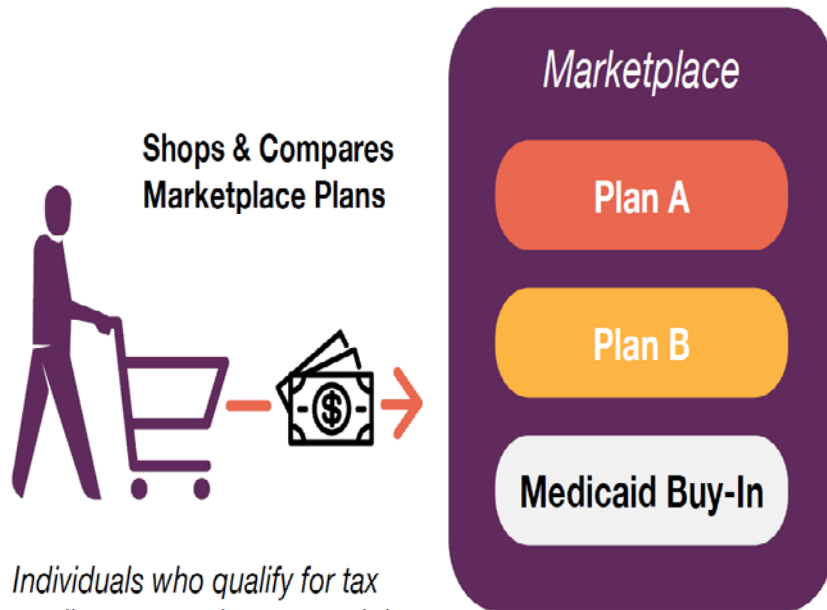 Marketplace
Shops & Compares
Marketplace Plans
Plan A
Plan B
$
Medicaid Buy-In
Individuals who qualify for tax